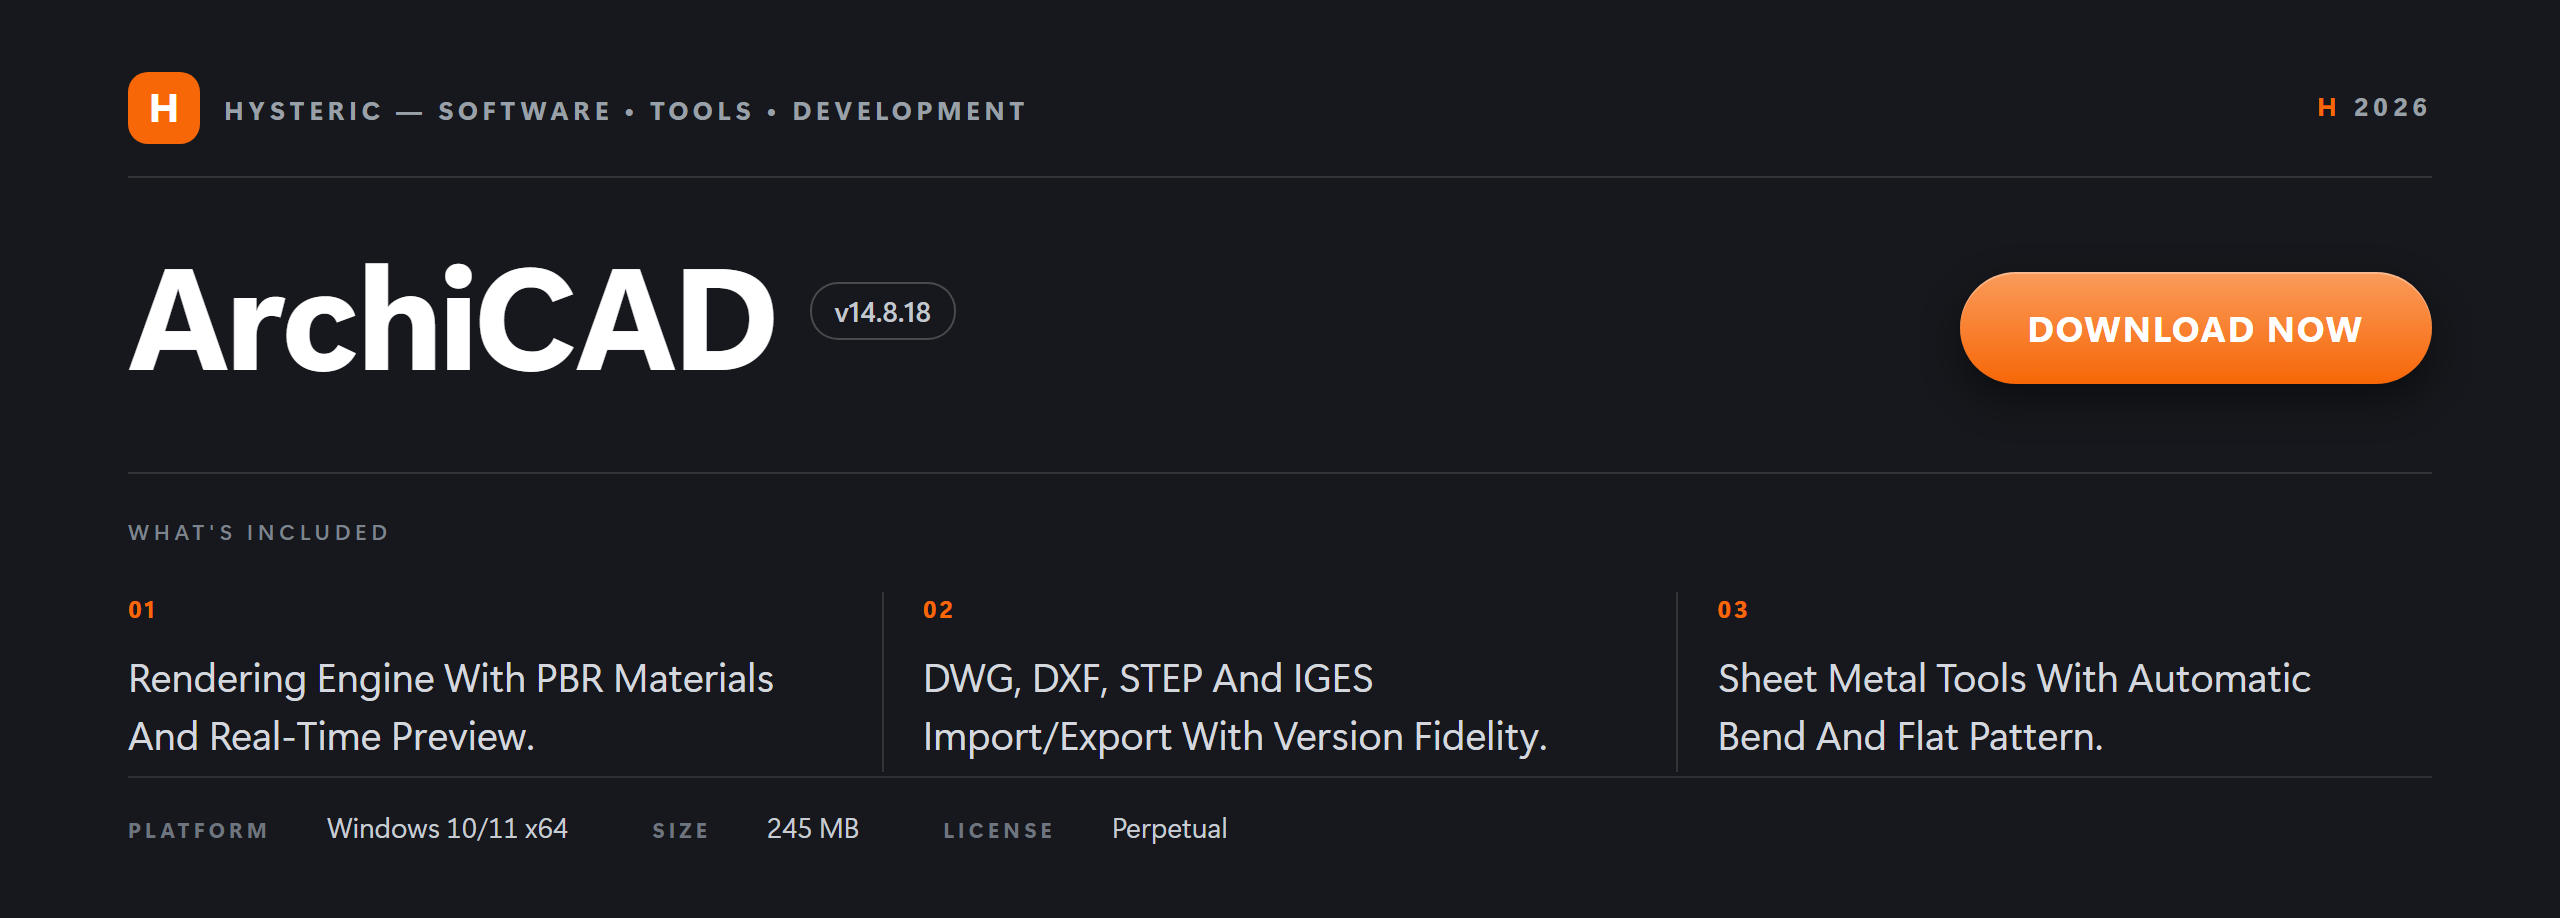 H HYSTERIC — SOFTWARE • TOOLS • DEVELOPMENT H 2026
ArchiCAD v14.8.18 DOWNLOAD NOW
WHAT'S INCLUDED
01
Rendering Engine With PBR Materials
And Real-Time Preview.
02
DWG, DXF, STEP And IGES
Import/Export With Version Fidelity.
03
Sheet Metal Tools With Automatic
Bend And Flat Pattern.
PLATFORM Windows 10/11 x64 SIZE 245 MB LICENSE Perpetual